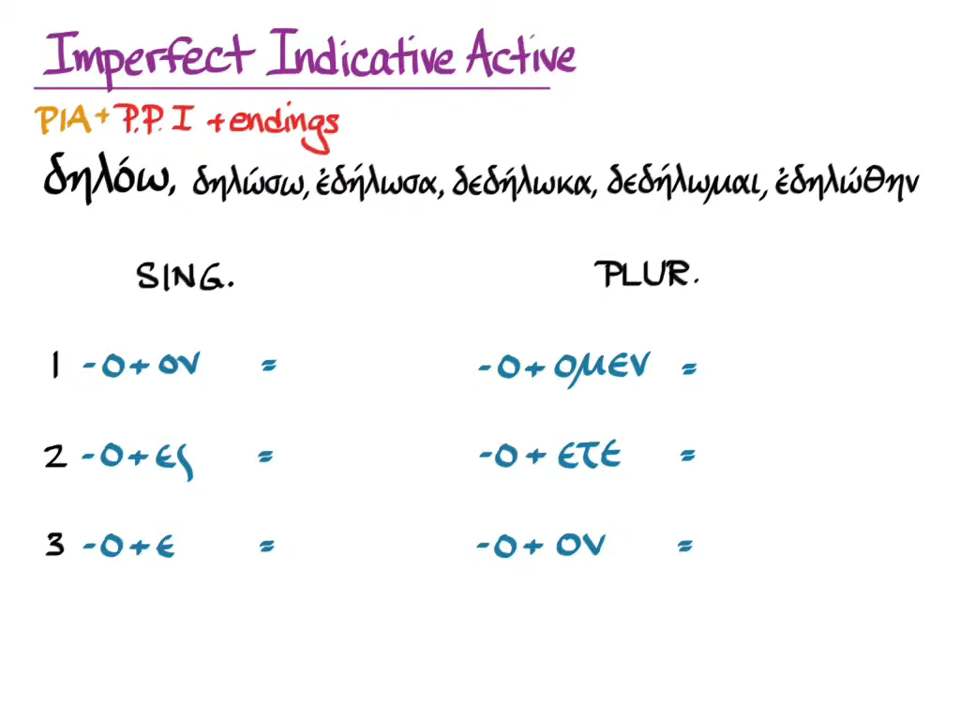 Imperfect Indicative Active
PIA + P.P. I + endings
δηλόω, δηλώσω, ἐδήλωσα, δεδήλωκα, δεδήλωμαι, ἐδηλώθην
SING. PLUR.
1 -ο + ον = -ο + ομεν =
2 -ο + ες = -ο + ετε =
3 -ο + ε = -ο + ον =